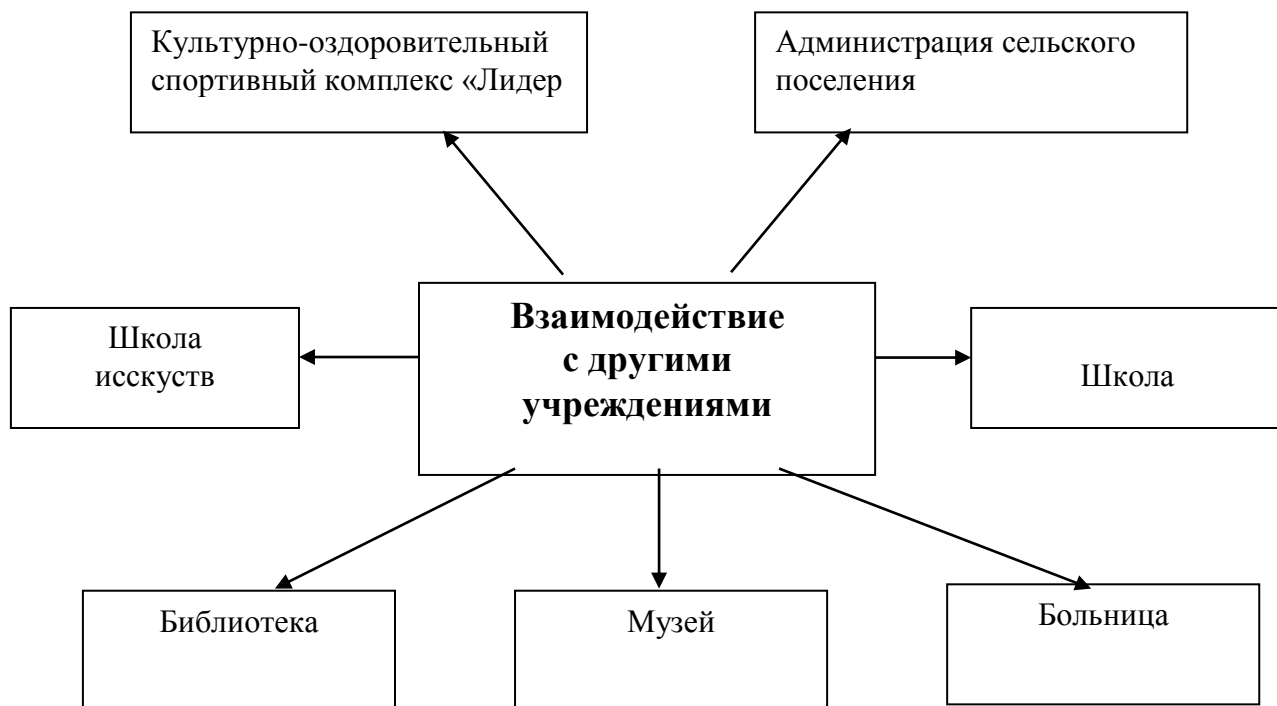 Культурно-оздоровительный
спортивный комплекс «Лидер
Администрация сельского
поселения
Взаимодействие
с другими
учреждениями
Школа
исскуств
Школа
Библиотека
Музей
Больница